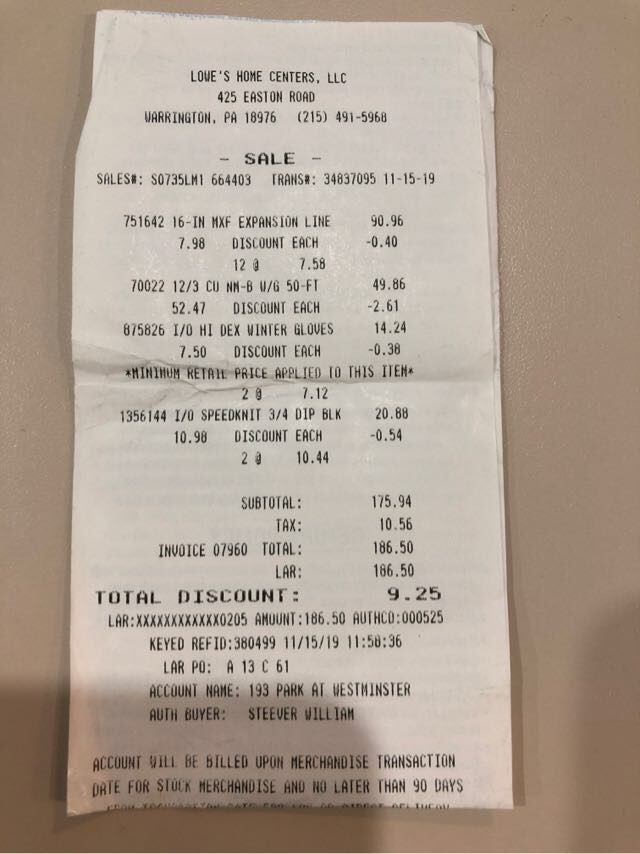 LOWE'S HOME CENTERS, LLC
425 EASTON ROAD
WARRINGTON, PA 18976 (215) 491-5968
- SALE -
SALES#: S0735LM1 664403 TRANS#: 34837095 11-15-19
751642 16-IN MXF EXPANSION LINE 90.96
7.98 DISCOUNT EACH -0.40
12 @ 7.58
70022 12/3 CU NM-B W/G 50-FT 49.86
52.47 DISCOUNT EACH -2.61
875826 I/O HI DEX WINTER GLOVES 14.24
7.50 DISCOUNT EACH -0.38
*MINIMUM RETAIL PRICE APPLIED TO THIS ITEM*
2 @ 7.12
1356144 I/O SPEEDKNIT 3/4 DIP BLK 20.88
10.98 DISCOUNT EACH -0.54
2 @ 10.44
SUBTOTAL: 175.94
TAX: 10.56
INVOICE 07960 TOTAL: 186.50
LAR: 186.50
TOTAL DISCOUNT: 9.25
LAR:XXXXXXXXXXXX0205 AMOUNT:186.50 AUTHCD:000525
KEYED REFID:380499 11/15/19 11:58:36
LAR PO: A 13 C 61
ACCOUNT NAME: 193 PARK AT WESTMINSTER
AUTH BUYER: STEEVER WILLIAM
ACCOUNT WILL BE BILLED UPON MERCHANDISE TRANSACTION
DATE FOR STOCK MERCHANDISE AND NO LATER THAN 90 DAYS